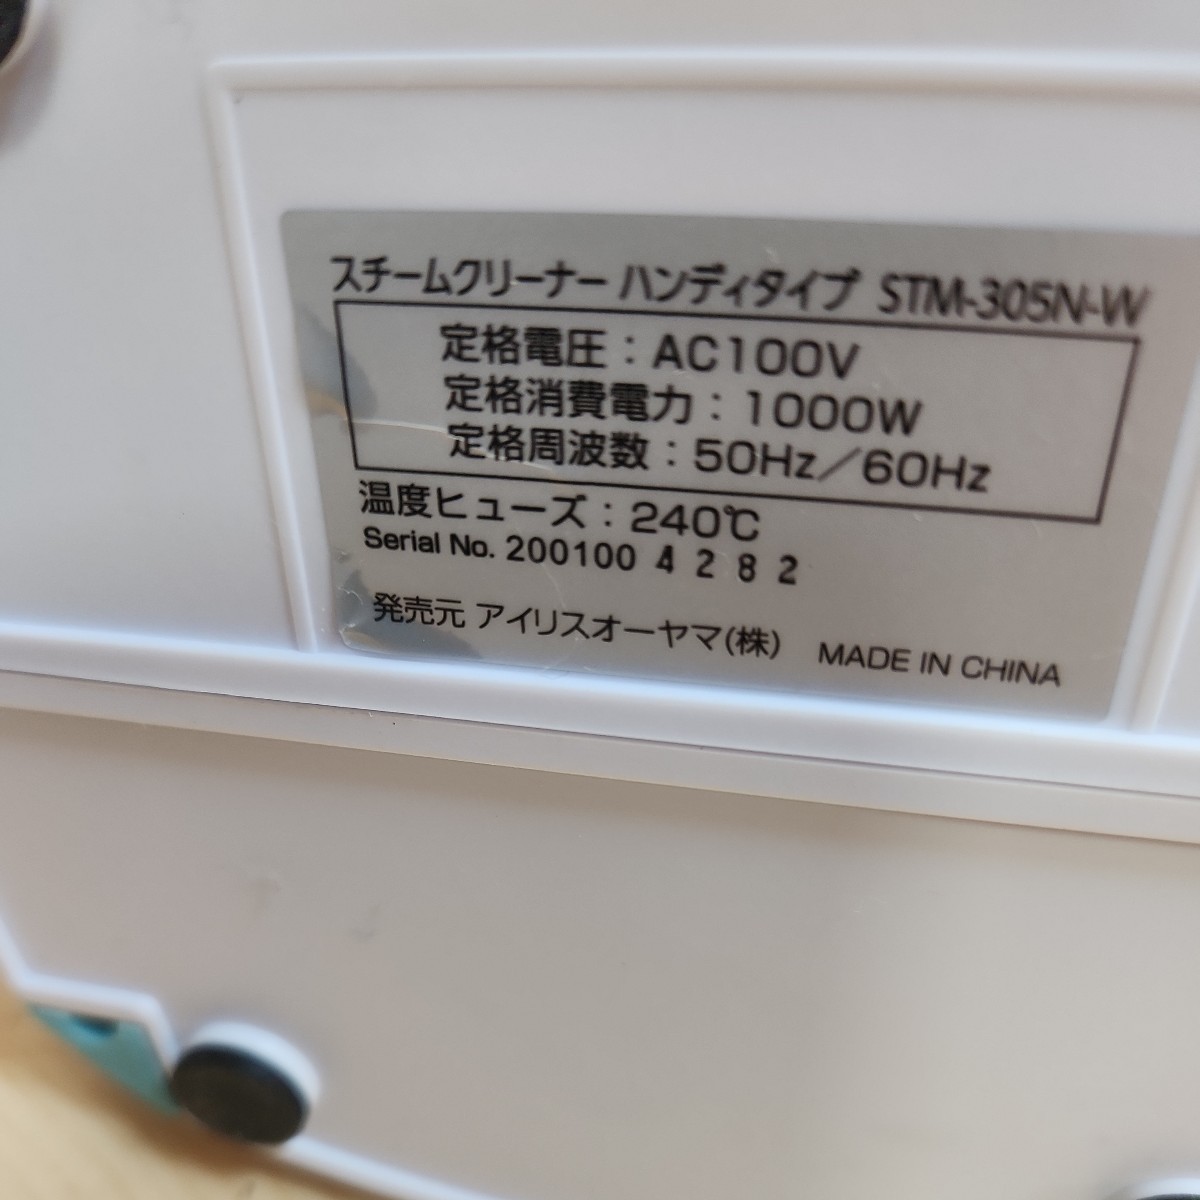 スチームクリーナー ハンディタイプ STM-305N-W
定格電圧：AC100V
定格消費電力：1000W
定格周波数：50Hz／60Hz
温度ヒューズ：240℃
Serial No. 200100 4 2 8 2
発売元 アイリスオーヤマ(株) MADE IN CHINA